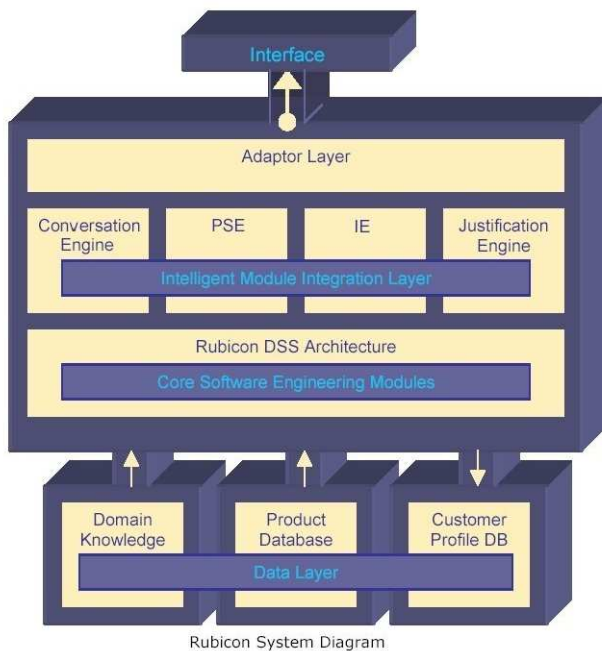 Interface
Adaptor Layer
Conversation
Engine
PSE
IE
Justification
Engine
Intelligent Module Integration Layer
Rubicon DSS Architecture
Core Software Engineering Modules
Domain
Knowledge
Product
Database
Customer
Profile DB
Data Layer
Rubicon System Diagram